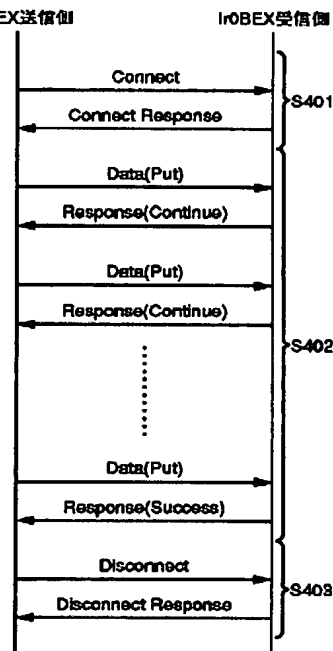 EX送信側
IrOBEX受信側
Connect
S401
Connect Response
Data(Put)
Response(Continue)
Data(Put)
Response(Continue)
S402
Data(Put)
Response(Success)
Disconnect
S403
Disconnect Response